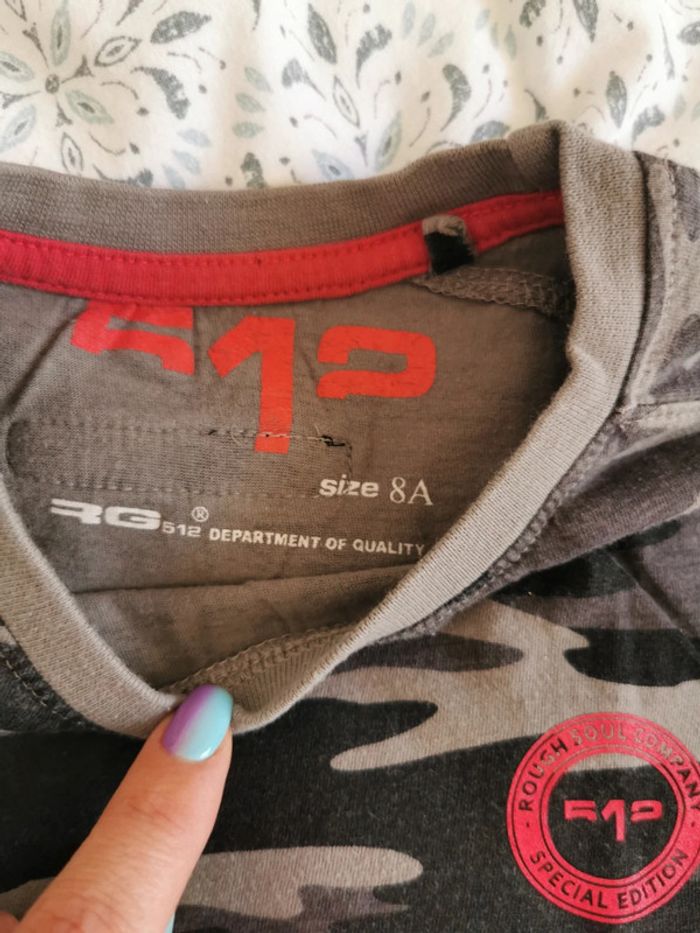 512
size 8A
RG512® DEPARTMENT OF QUALITY
· ROUGH SOUL COMPANY ·
512
SPECIAL EDITION